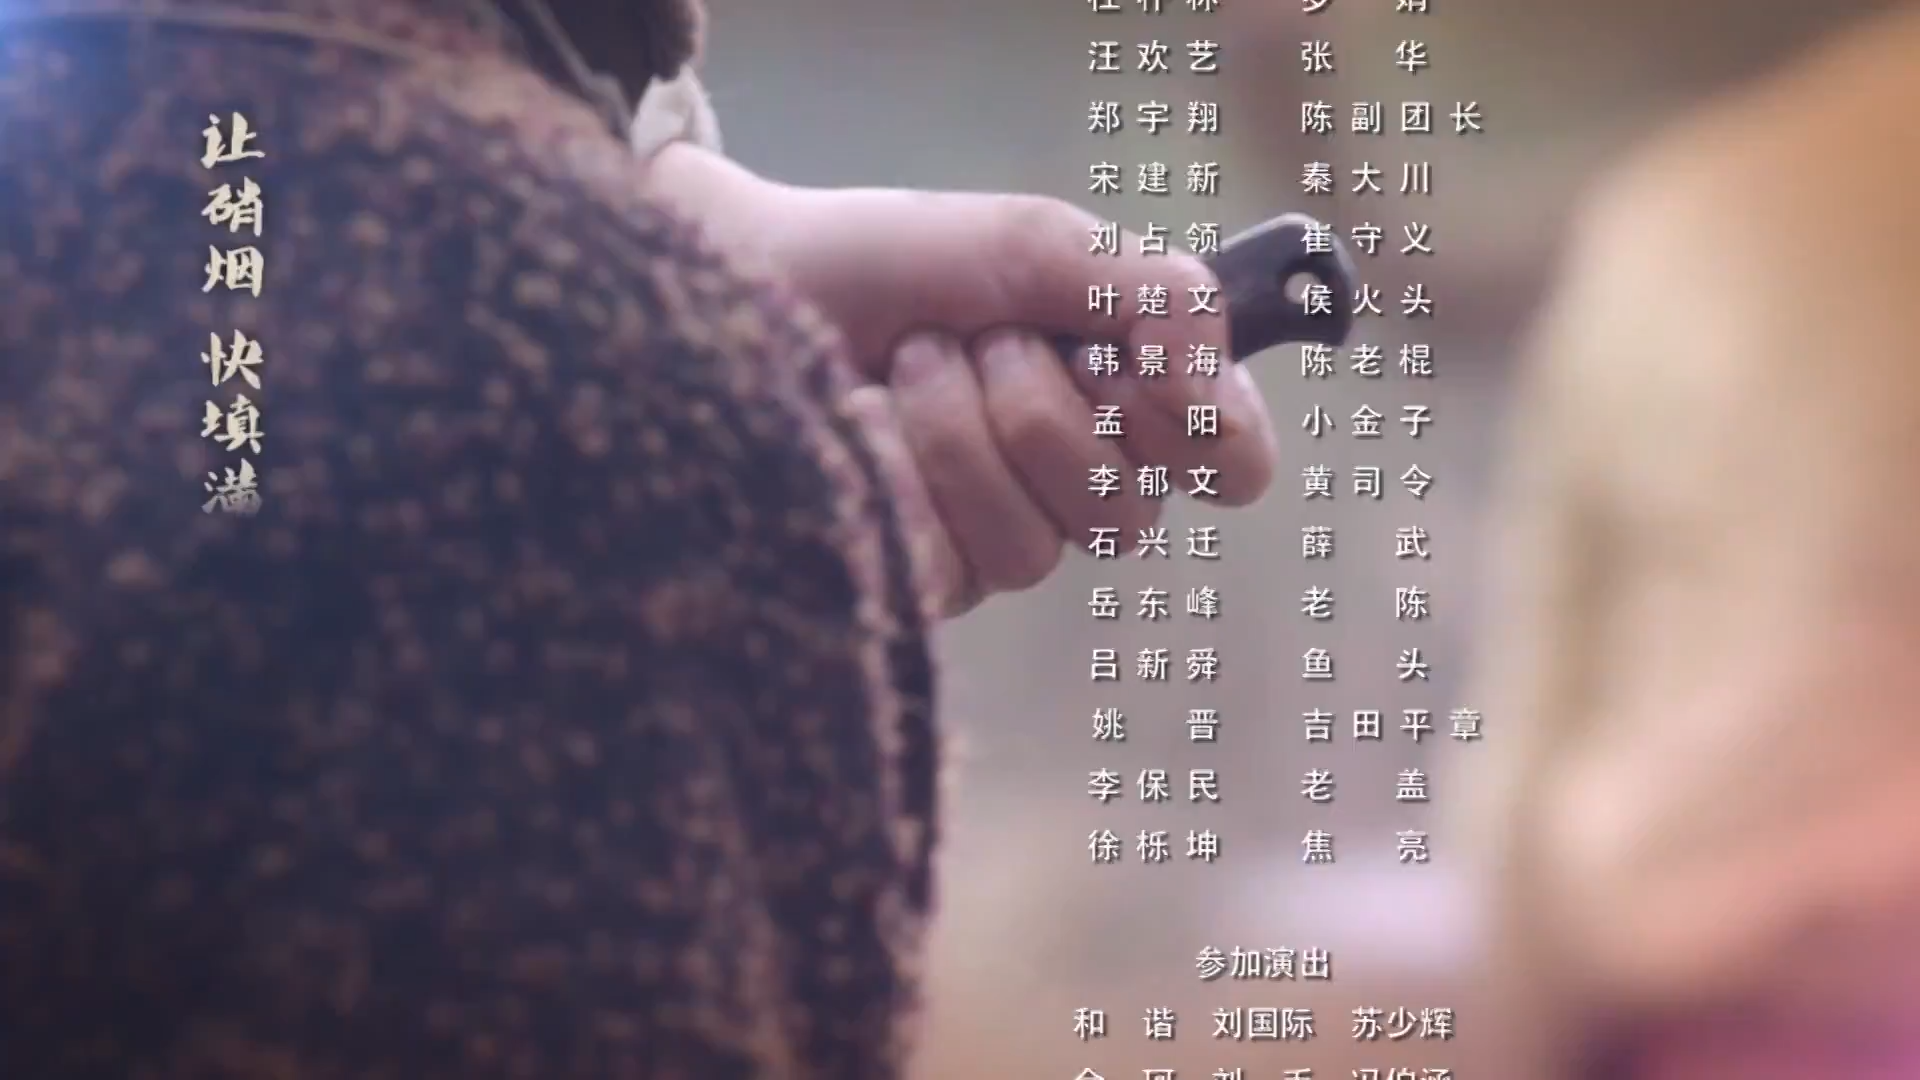 让硝烟 快填满
汪欢艺 张华
郑宇翔 陈副团长
宋建新 秦大川
刘占领 崔守义
叶楚文 侯火头
韩景海 陈老棍
孟阳 小金子
李郁文 黄司令
石兴迁 薛武
岳东峰 老陈
吕新舜 鱼头
姚晋 吉田平章
李保民 老盖
徐栎坤 焦亮
参加演出
和谐 刘国际 苏少辉